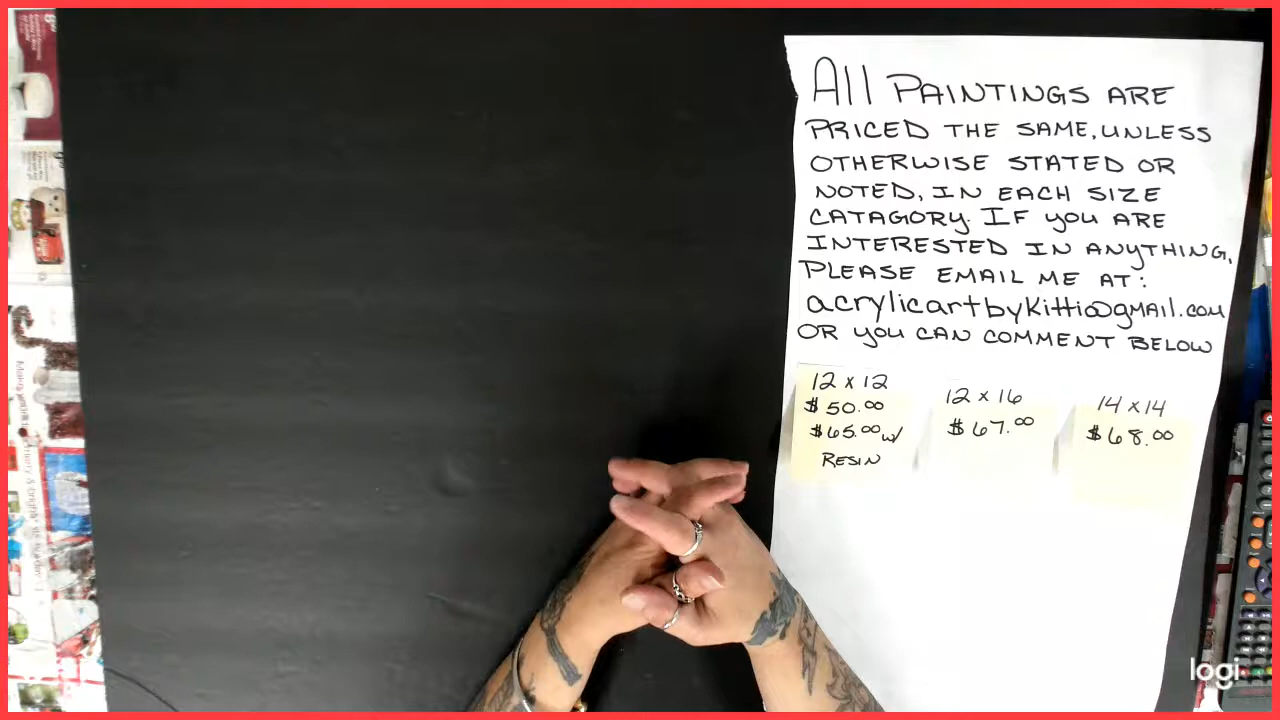 All PAINTINGS ARE
PRICED THE SAME, UNLESS
OTHERWISE STATED OR
NOTED, IN EACH SIZE
CATAGORY. IF YOU ARE
INTERESTED IN ANYTHING,
PLEASE EMAIL ME AT:
acrylicartbykitti@gmail.com
OR YOU CAN COMMENT BELOW
12 x 12
$50.00
$65.00 w/
RESIN
12 x 16
$67.00
14 x 14
$68.00
logi